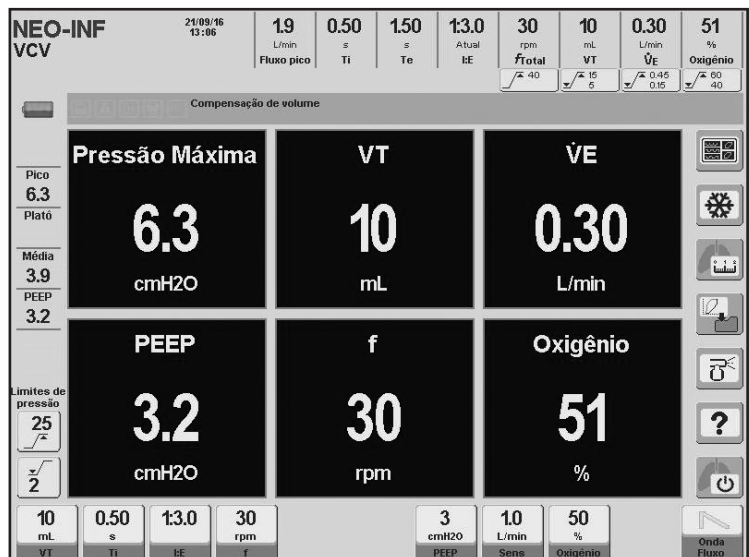 NEO-INF
VCV
21/09/16
13:06
1.9
L/min
Fluxo pico
0.50
s
Ti
1:50
s
Te
1:3.0
Atual
I:E
30
rpm
fTotal
10
mL
VT
0.30
L/min
V̇E
51
%
Oxigênio
40
15
5
0.45
0.15
60
40
Compensação de volume
Pico
6.3
Platô
Média
3.9
PEEP
3.2
Limites de
pressão
25
2
Pressão Máxima
6.3
cmH2O
VT
10
mL
V̇E
0.30
L/min
PEEP
3.2
cmH2O
f
30
rpm
Oxigênio
51
%
0 1 2
?
10
mL
VT
0.50
s
Ti
1:3.0
I:E
30
rpm
f
3
cmH2O
PEEP
1.0
L/min
Sens
50
%
Oxigênio
Onda
Fluxo